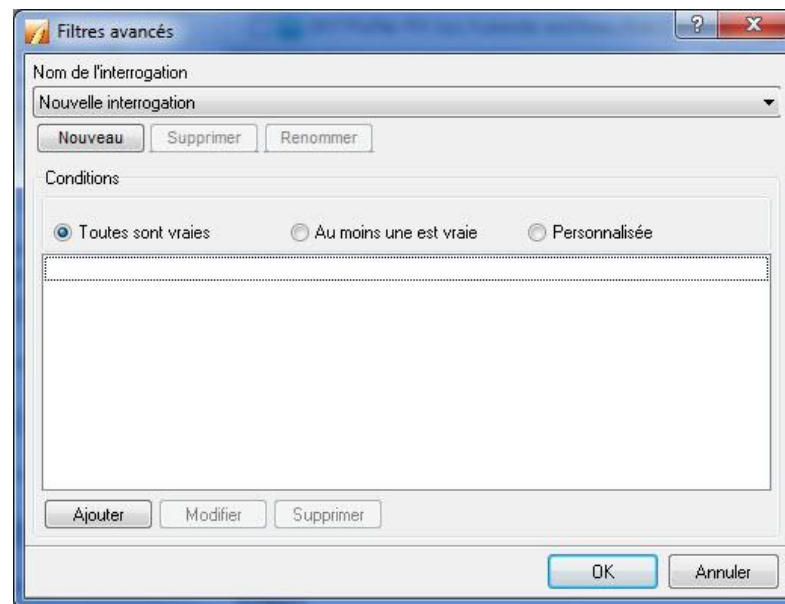 Filtres avancés
Nom de l'interrogation
Nouvelle interrogation
Nouveau Supprimer Renommer
Conditions
Toutes sont vraies Au moins une est vraie Personnalisée
Ajouter Modifier Supprimer
OK Annuler